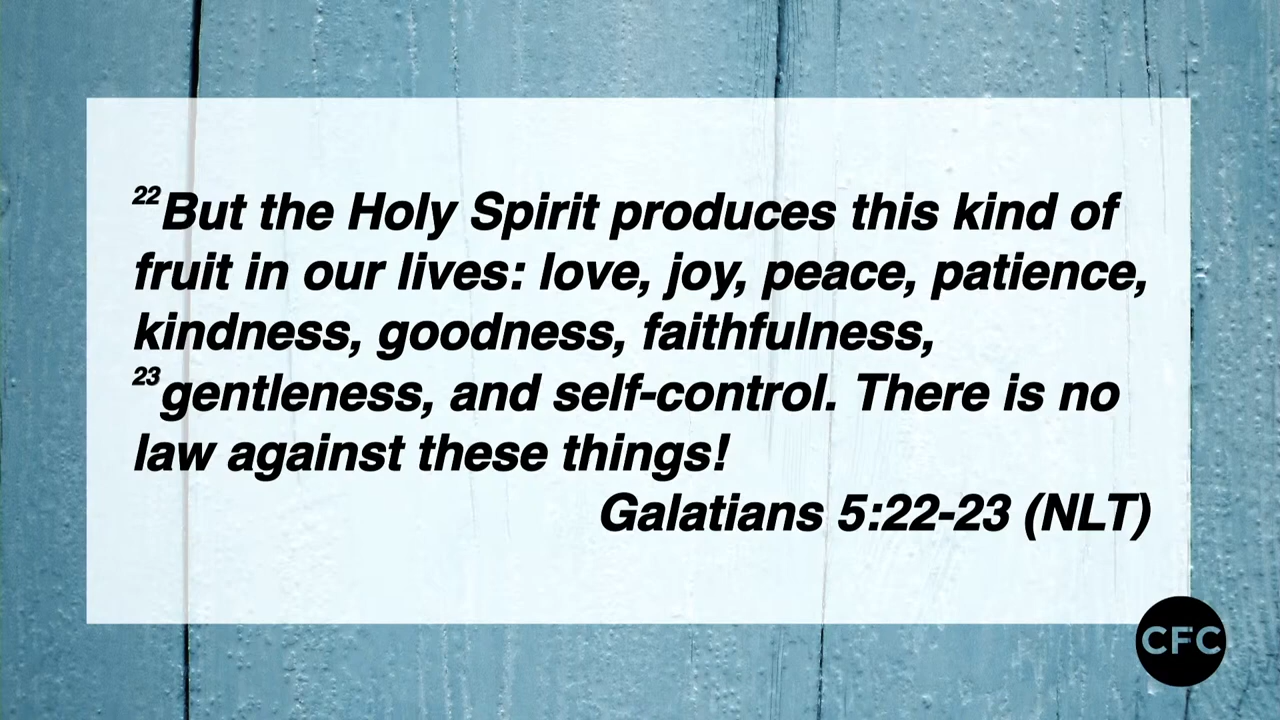 22But the Holy Spirit produces this kind of
fruit in our lives: love, joy, peace, patience,
kindness, goodness, faithfulness,
23gentleness, and self-control. There is no
law against these things!
Galatians 5:22-23 (NLT)
CFC